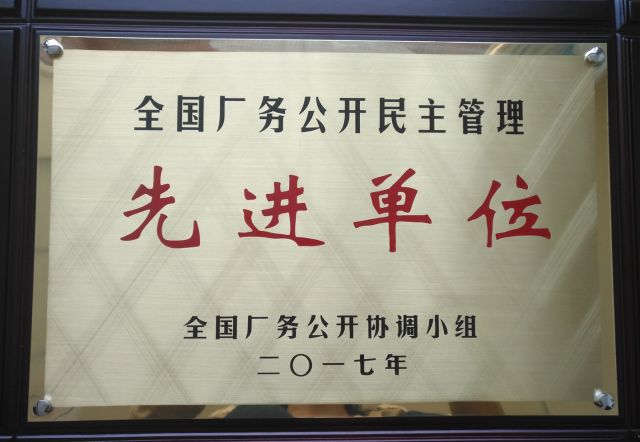 全国厂务公开民主管理
先进单位
全国厂务公开协调小组
二〇一七年